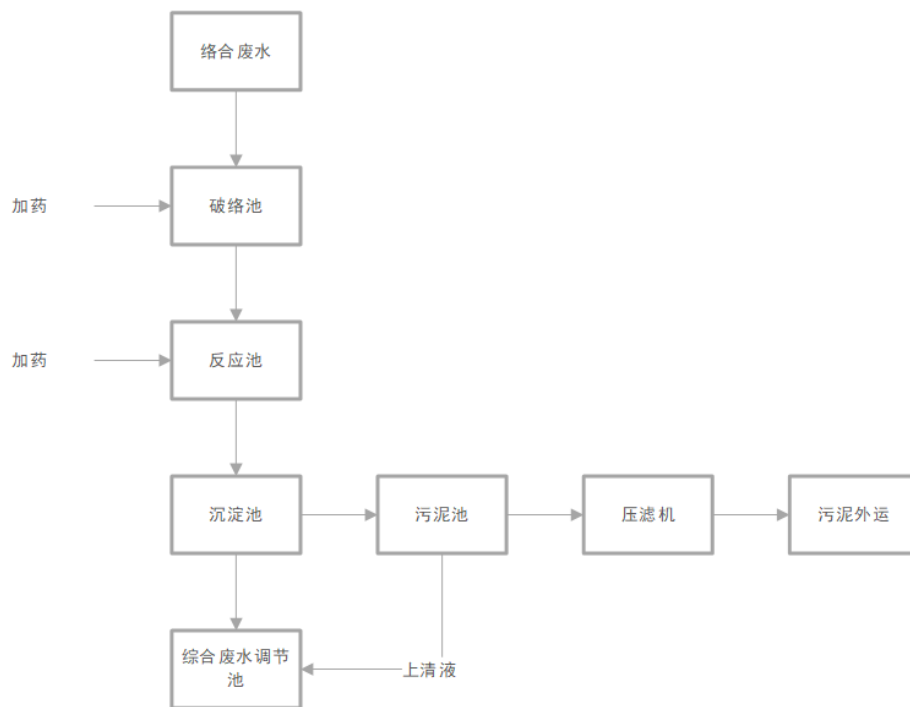 络合废水
加药
破络池
加药
反应池
沉淀池
污泥池
压滤机
污泥外运
综合废水调节
池
上清液